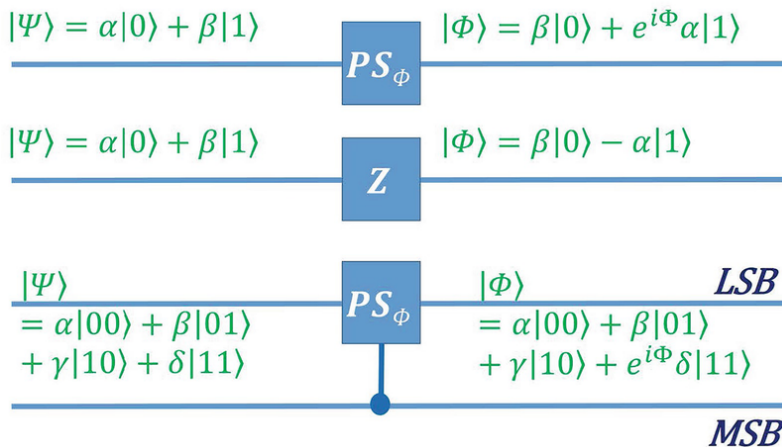 |Ψ⟩ = α|0⟩ + β|1⟩
PS_Φ
|Φ⟩ = β|0⟩ + e^{iΦ}α|1⟩
|Ψ⟩ = α|0⟩ + β|1⟩
Z
|Φ⟩ = β|0⟩ − α|1⟩
|Ψ⟩
= α|00⟩ + β|01⟩
+ γ|10⟩ + δ|11⟩
PS_Φ
|Φ⟩
= α|00⟩ + β|01⟩
+ γ|10⟩ + e^{iΦ}δ|11⟩
LSB
MSB